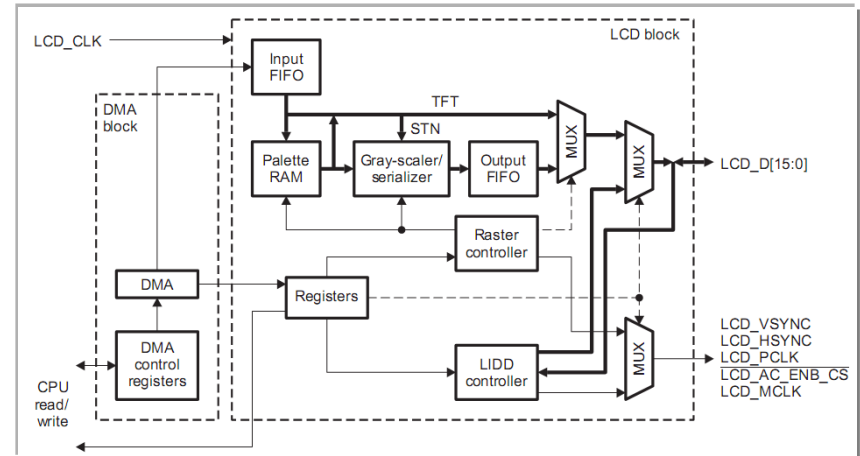 LCD_CLK
LCD block
Input
FIFO
DMA
block
TFT
STN
Palette
RAM
Gray-scaler/
serializer
Output
FIFO
MUX
MUX
LCD_D[15:0]
Raster
controller
DMA
Registers
DMA
control
registers
LIDD
controller
MUX
LCD_VSYNC
LCD_HSYNC
LCD_PCLK
LCD_AC_ENB_CS
LCD_MCLK
CPU
read/
write